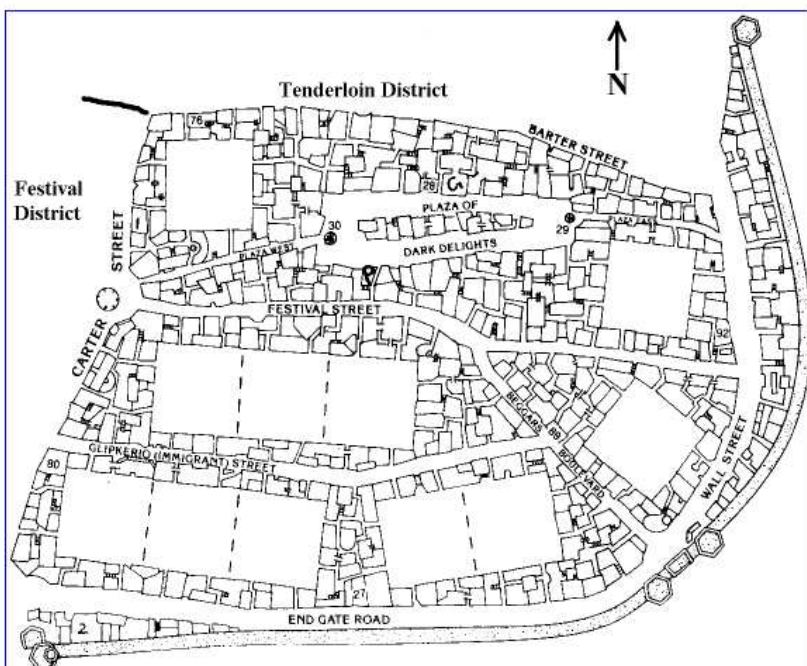 N
Tenderloin District
76
BARTER STREET
Festival
District
28
PLAZA OF
PLAZA EAST
30
29
DARK DELIGHTS
PLAZA WEST
STREET
FESTIVAL STREET
CARTER
92
BEGGARS
BOULEVARD
GLIPKERIO (IMMIGRANT) STREET
80
WALL STREET
27
END GATE ROAD
2